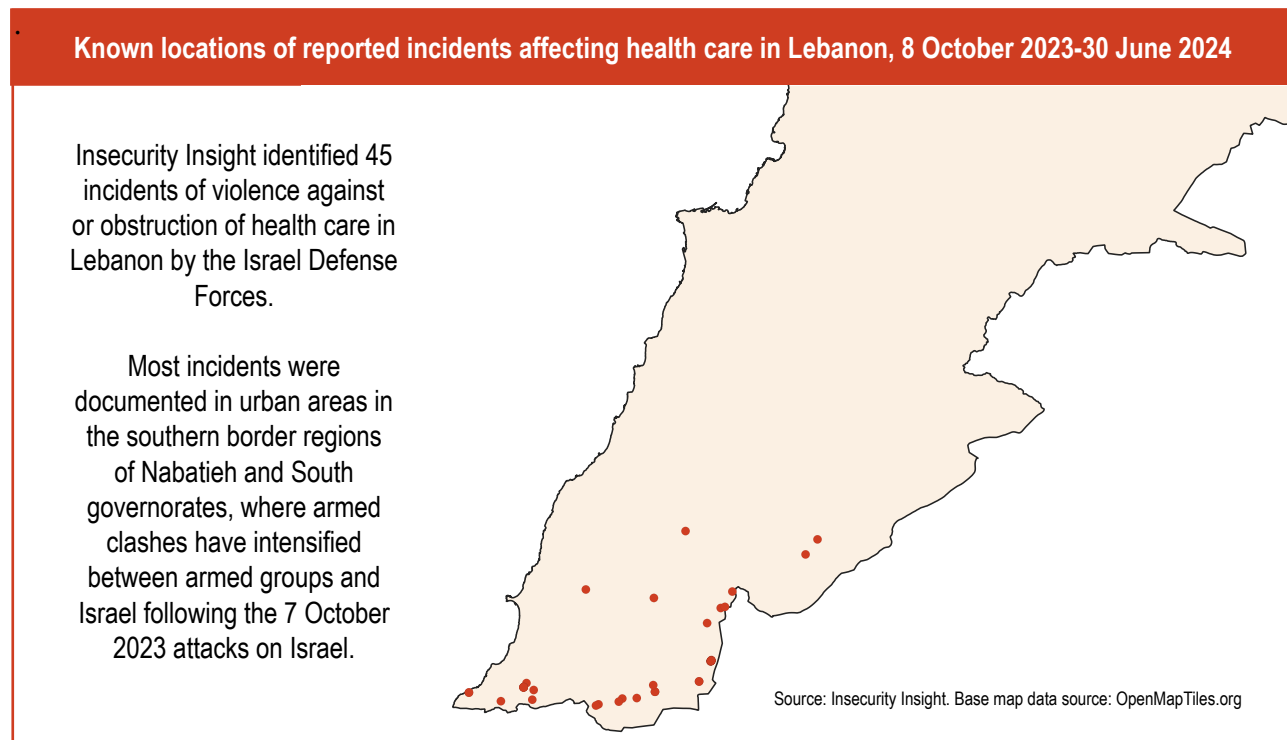 Known locations of reported incidents affecting health care in Lebanon, 8 October 2023-30 June 2024
Insecurity Insight identified 45
incidents of violence against
or obstruction of health care in
Lebanon by the Israel Defense
Forces.
Most incidents were
documented in urban areas in
the southern border regions
of Nabatieh and South
governorates, where armed
clashes have intensified
between armed groups and
Israel following the 7 October
2023 attacks on Israel.
Source: Insecurity Insight. Base map data source: OpenMapTiles.org